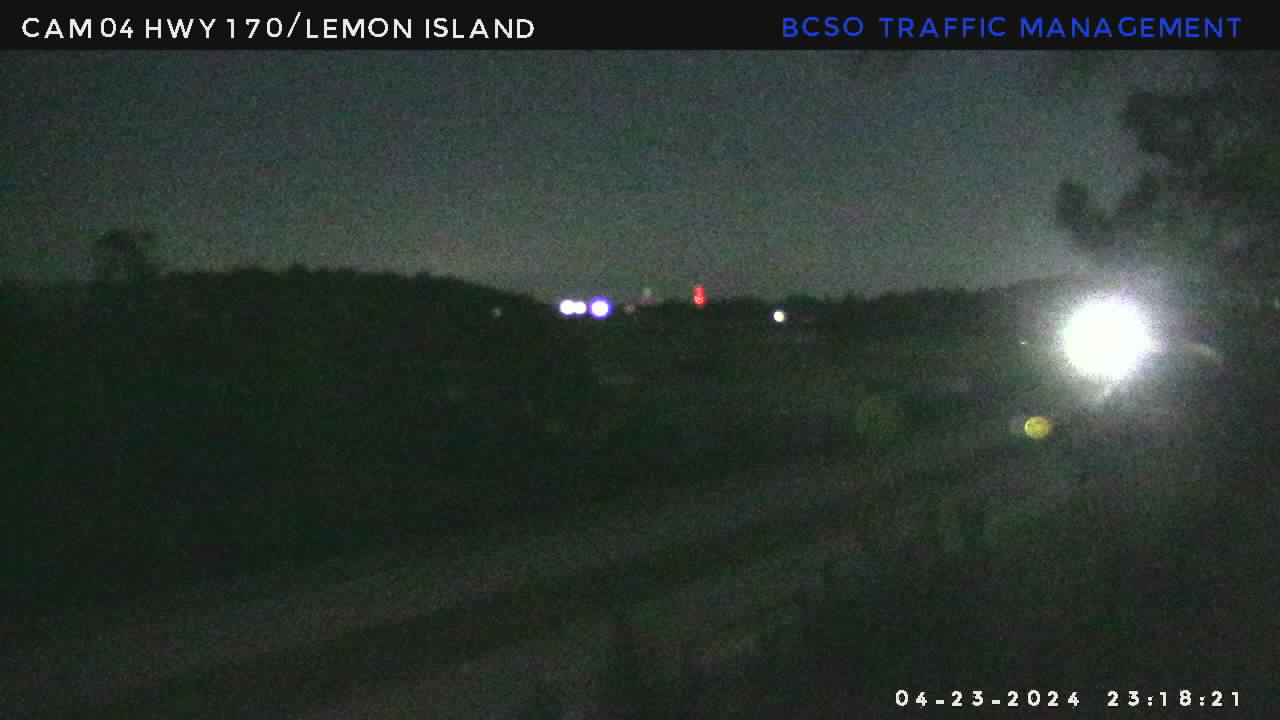 CAM04 HWY 170/LEMON ISLAND
BCSO TRAFFIC MANAGEMENT
04-23-2024 23:18:21